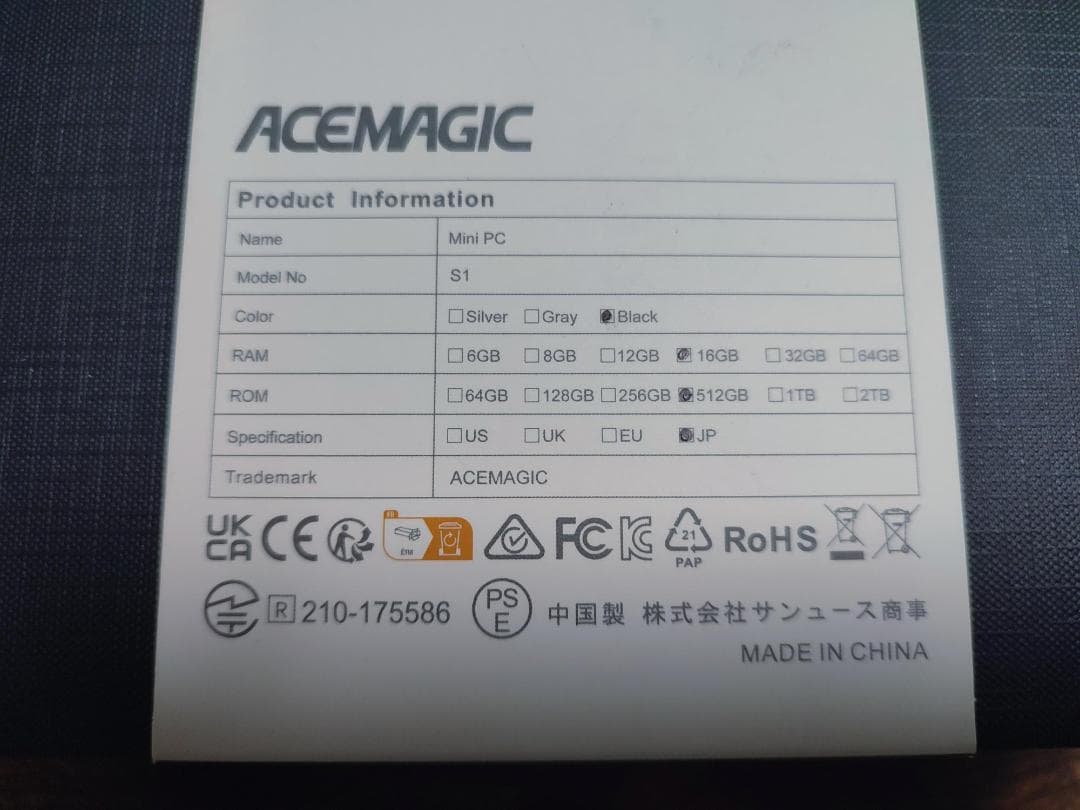 ACEMAGIC
Product Information
Name Mini PC
Model No S1
Color Silver Gray Black
RAM 6GB 8GB 12GB 16GB 32GB 64GB
ROM 64GB 128GB 256GB 512GB 1TB 2TB
Specification US UK EU JP
Trademark ACEMAGIC
UK CA CE FR ÉTUI FC KC 21 PAP RoHS
R 210-175586 PS E 中国製 株式会社サンュース商事
MADE IN CHINA